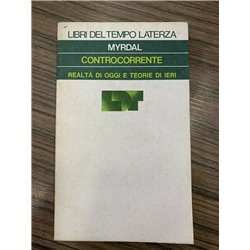 LIBRI DEL TEMPO LATERZA
MYRDAL
CONTROCORRENTE
REALTÀ DI OGGI E TEORIE DI IERI